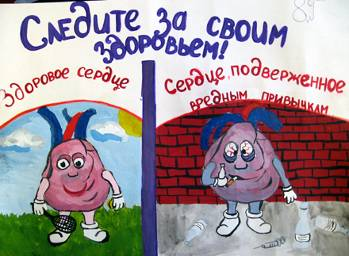 Следите за своим
здоровьем!
Здоровое сердце
Сердце, подверженное
вредным привычкам